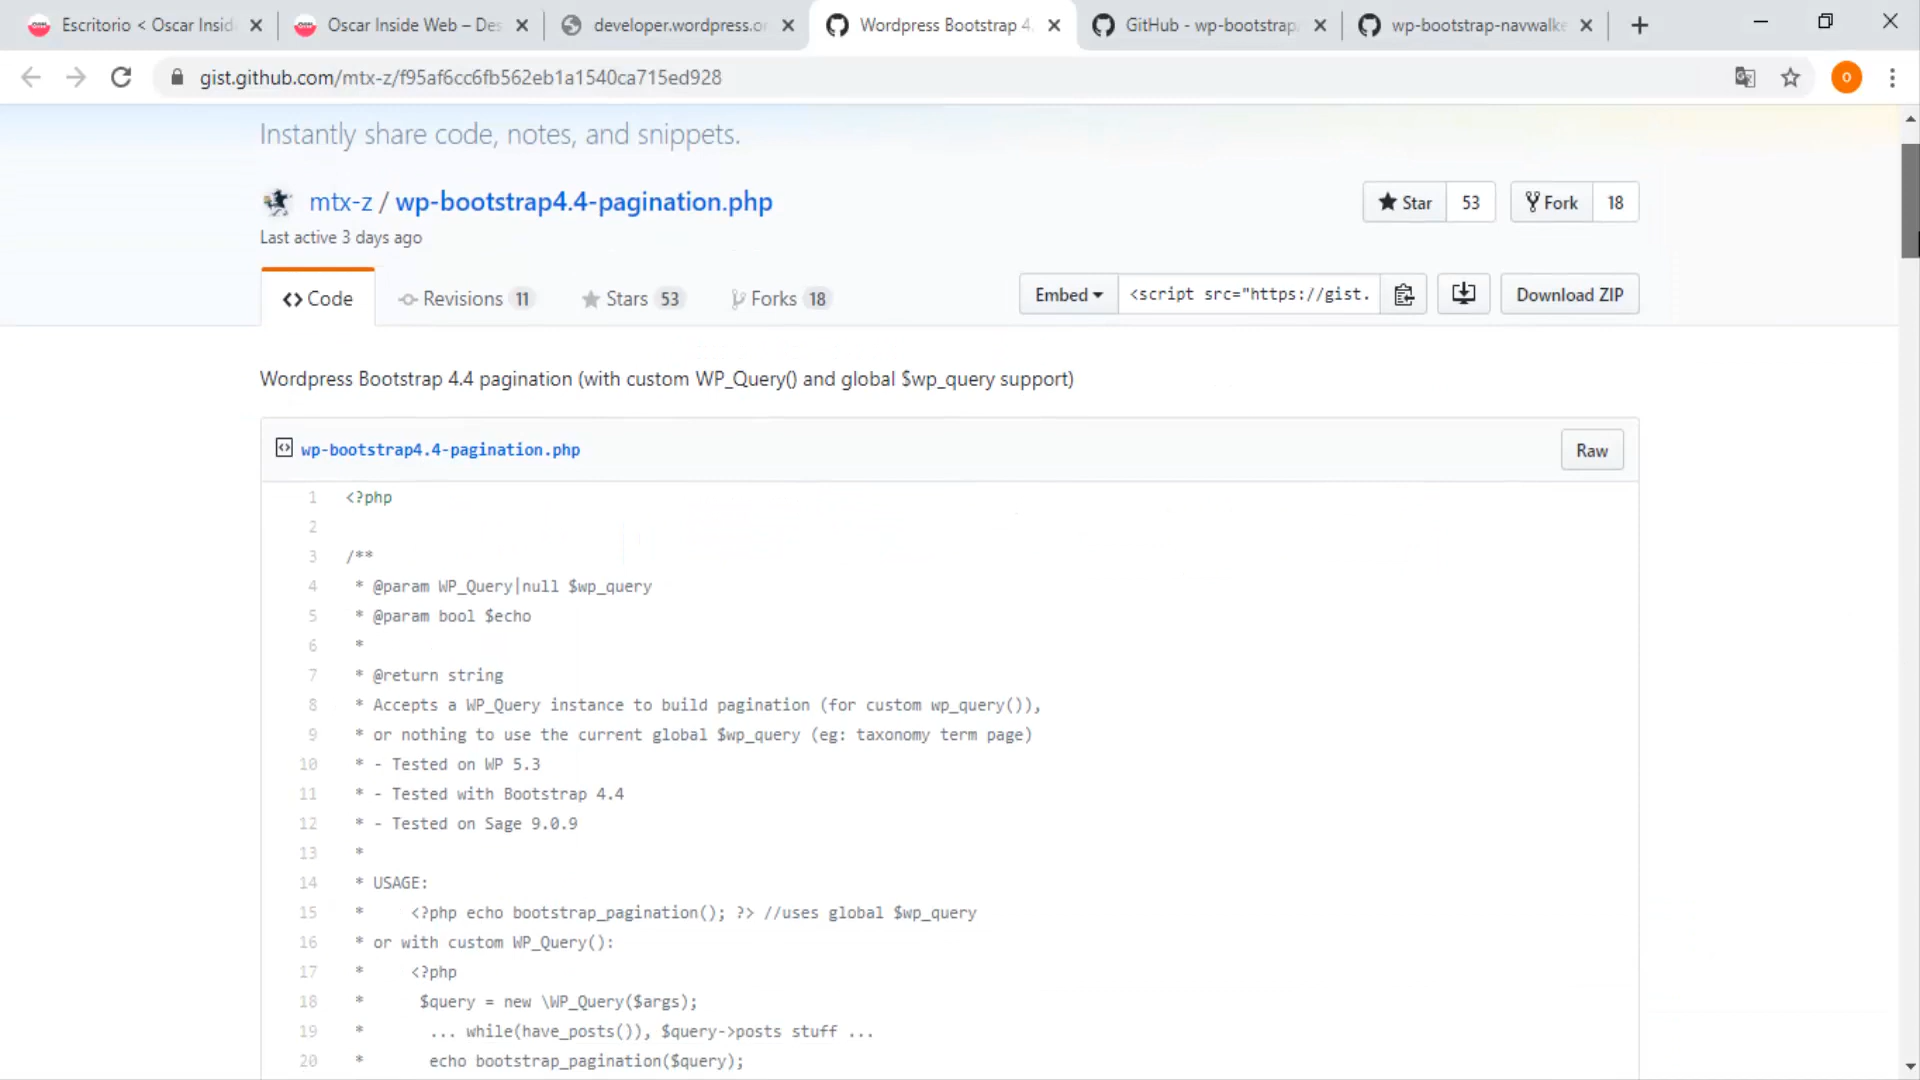 Escritorio < Oscar Insid
Oscar Inside Web – Des
developer.wordpress.or
Wordpress Bootstrap 4.
GitHub - wp-bootstrap
wp-bootstrap-navwalke
gist.github.com/mtx-z/f95af6cc6fb562eb1a1540ca715ed928
O
Instantly share code, notes, and snippets.
mtx-z / wp-bootstrap4.4-pagination.php
Star 53
Fork 18
Last active 3 days ago
Code
Revisions 11
Stars 53
Forks 18
Embed
<script src="https://gist.
Download ZIP
Wordpress Bootstrap 4.4 pagination (with custom WP_Query() and global $wp_query support)
wp-bootstrap4.4-pagination.php
Raw
1 <?php
2
3 /**
4 * @param WP_Query|null $wp_query
5 * @param bool $echo
6 *
7 * @return string
8 * Accepts a WP_Query instance to build pagination (for custom wp_query()),
9 * or nothing to use the current global $wp_query (eg: taxonomy term page)
10 * - Tested on WP 5.3
11 * - Tested with Bootstrap 4.4
12 * - Tested on Sage 9.0.9
13 *
14 * USAGE:
15 * <?php echo bootstrap_pagination(); ?> //uses global $wp_query
16 * or with custom WP_Query():
17 * <?php
18 * $query = new \WP_Query($args);
19 * ... while(have_posts()), $query->posts stuff ...
20 * echo bootstrap_pagination($query);